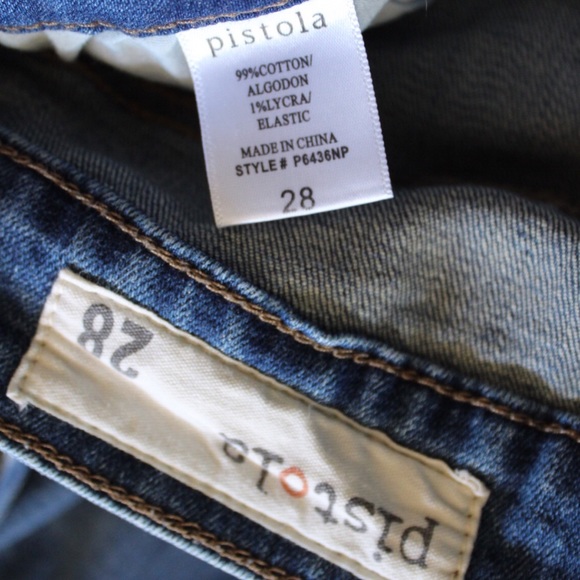 pistola
99%COTTON/
ALGODON
1%LYCRA/
ELASTIC
MADE IN CHINA
STYLE# P6436NP
28
28
pistola